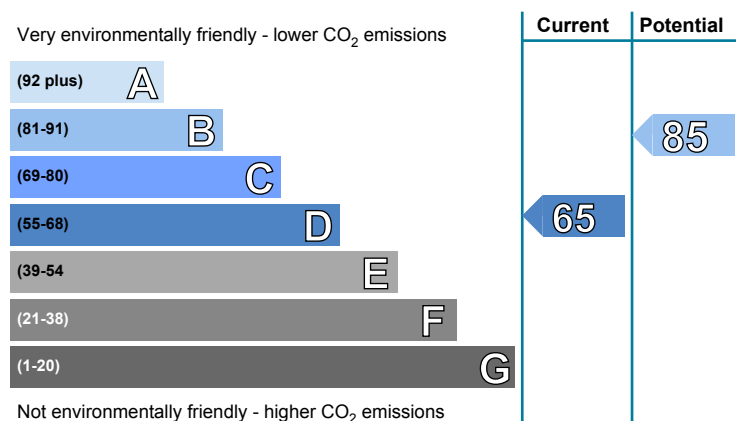 Very environmentally friendly - lower CO₂ emissions
Current
Potential
(92 plus) A
(81-91) B
85
(69-80) C
(55-68) D
65
(39-54 E
(21-38) F
(1-20) G
Not environmentally friendly - higher CO₂ emissions